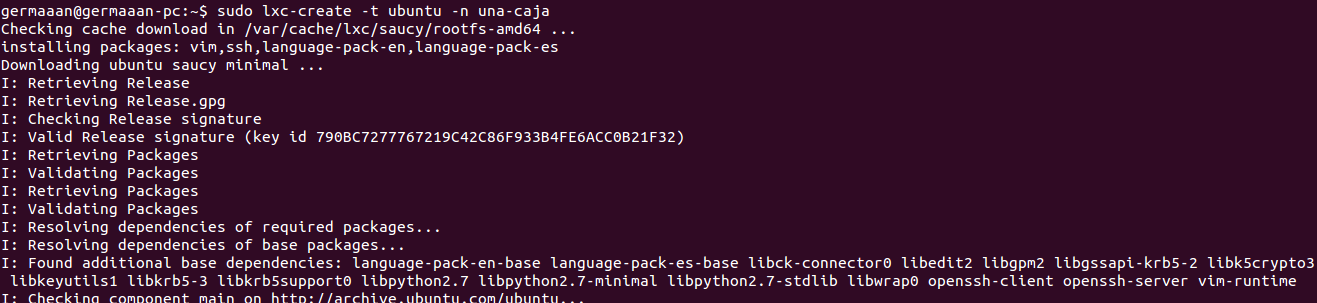 germaaan@germaaan-pc:~$ sudo lxc-create -t ubuntu -n una-caja
Checking cache download in /var/cache/lxc/saucy/rootfs-amd64 ...
installing packages: vim,ssh,language-pack-en,language-pack-es
Downloading ubuntu saucy minimal ...
I: Retrieving Release
I: Retrieving Release.gpg
I: Checking Release signature
I: Valid Release signature (key id 790BC7277767219C42C86F933B4FE6ACC0B21F32)
I: Retrieving Packages
I: Validating Packages
I: Retrieving Packages
I: Validating Packages
I: Resolving dependencies of required packages...
I: Resolving dependencies of base packages...
I: Found additional base dependencies: language-pack-en-base language-pack-es-base libck-connector0 libedit2 libgpm2 libgssapi-krb5-2 libk5crypto3
 libkeyutils1 libkrb5-3 libkrb5support0 libpython2.7 libpython2.7-minimal libpython2.7-stdlib libwrap0 openssh-client openssh-server vim-runtime
I: Checking component main on http://archive.ubuntu.com/ubuntu...